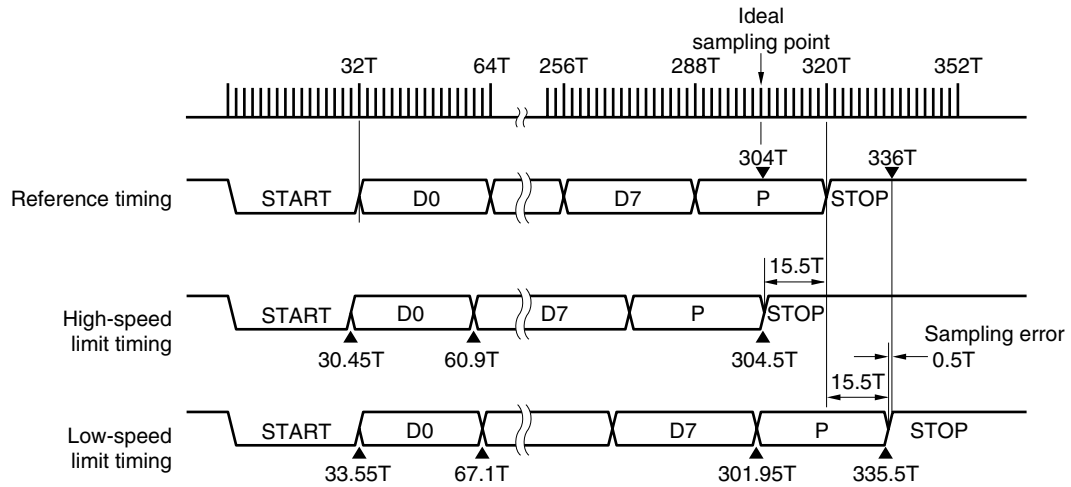 Ideal
sampling point
32T 64T 256T 288T 320T 352T
304T 336T
Reference timing START D0 D7 P STOP
15.5T
High-speed
limit timing
START D0 D7 P STOP
30.45T 60.9T 304.5T
Sampling error
0.5T
15.5T
Low-speed
limit timing
START D0 D7 P STOP
33.55T 67.1T 301.95T 335.5T